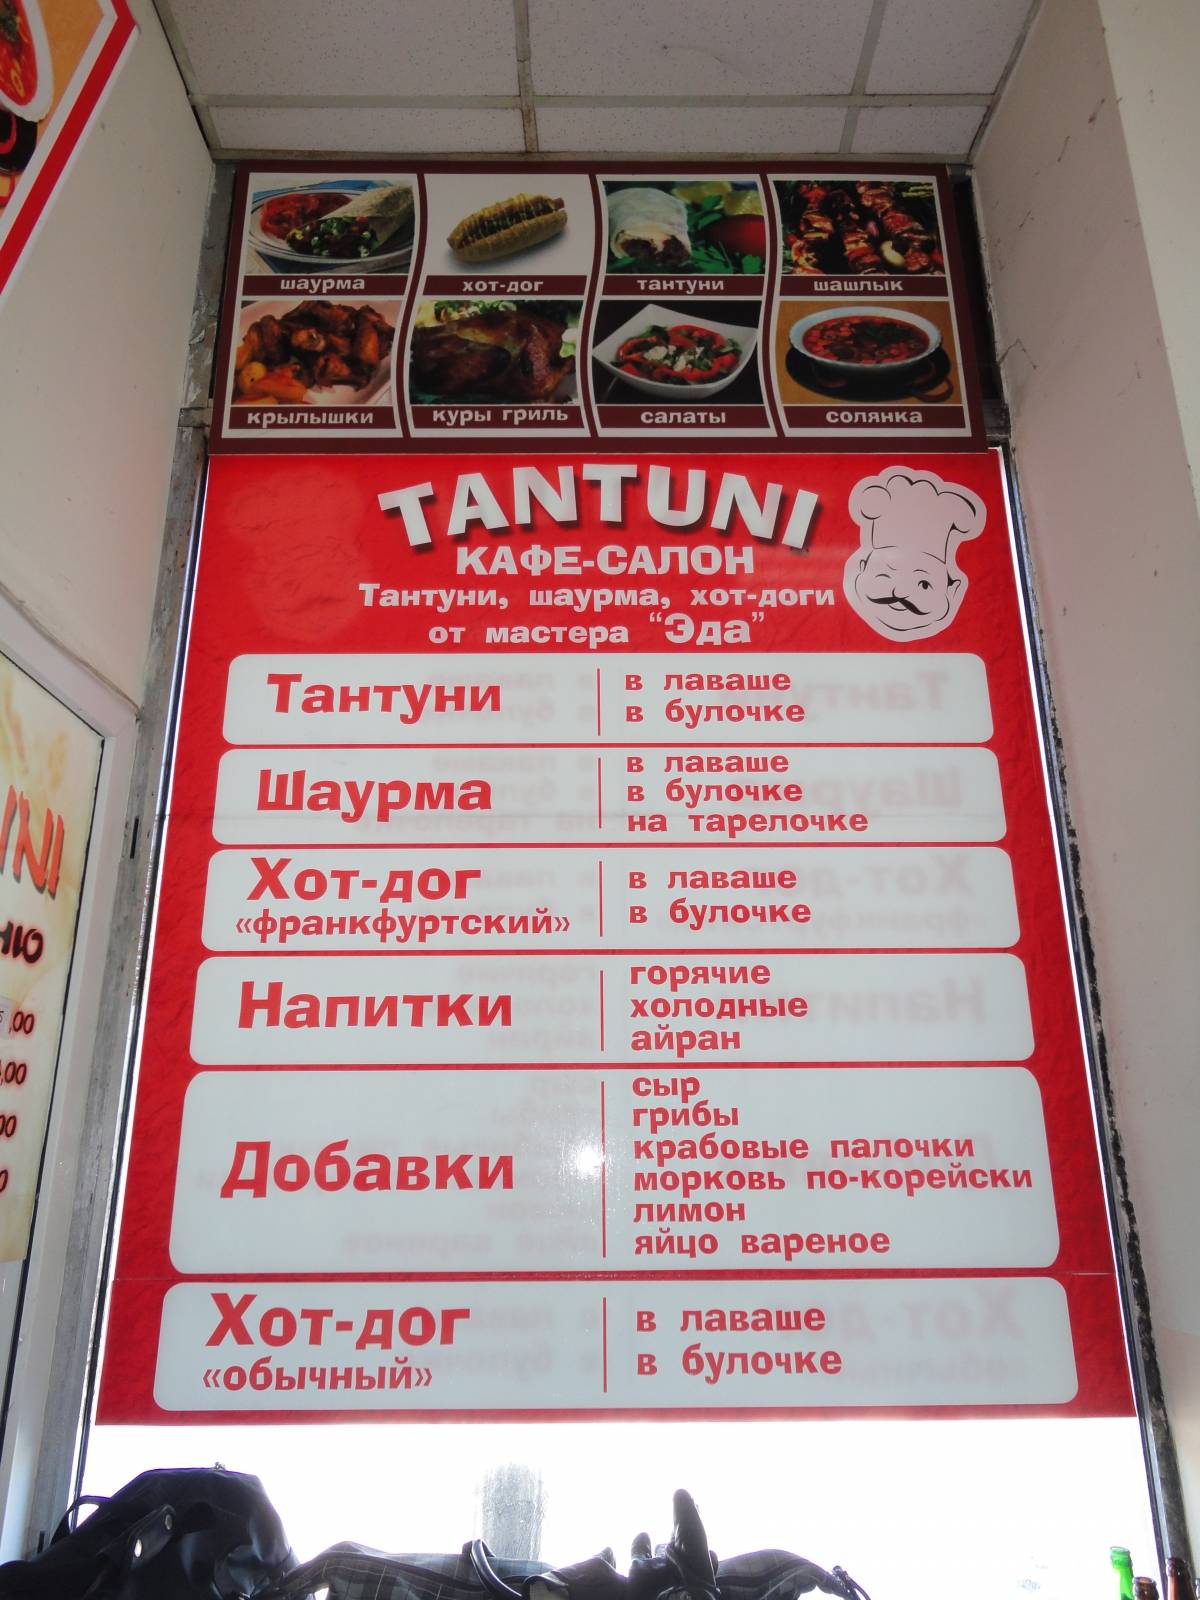 шаурма хот-дог тантуни шашлык
крылышки куры гриль салаты солянка
TANTUNI
КАФЕ-САЛОН
Тантуни, шаурма, хот-доги
от мастера "Эда"
Тантуни
в лаваше
в булочке
Шаурма
в лаваше
в булочке
на тарелочке
Хот-дог
«франкфуртский»
в лаваше
в булочке
Напитки
горячие
холодные
айран
Добавки
сыр
грибы
крабовые палочки
морковь по-корейски
лимон
яйцо вареное
Хот-дог
«обычный»
в лаваше
в булочке